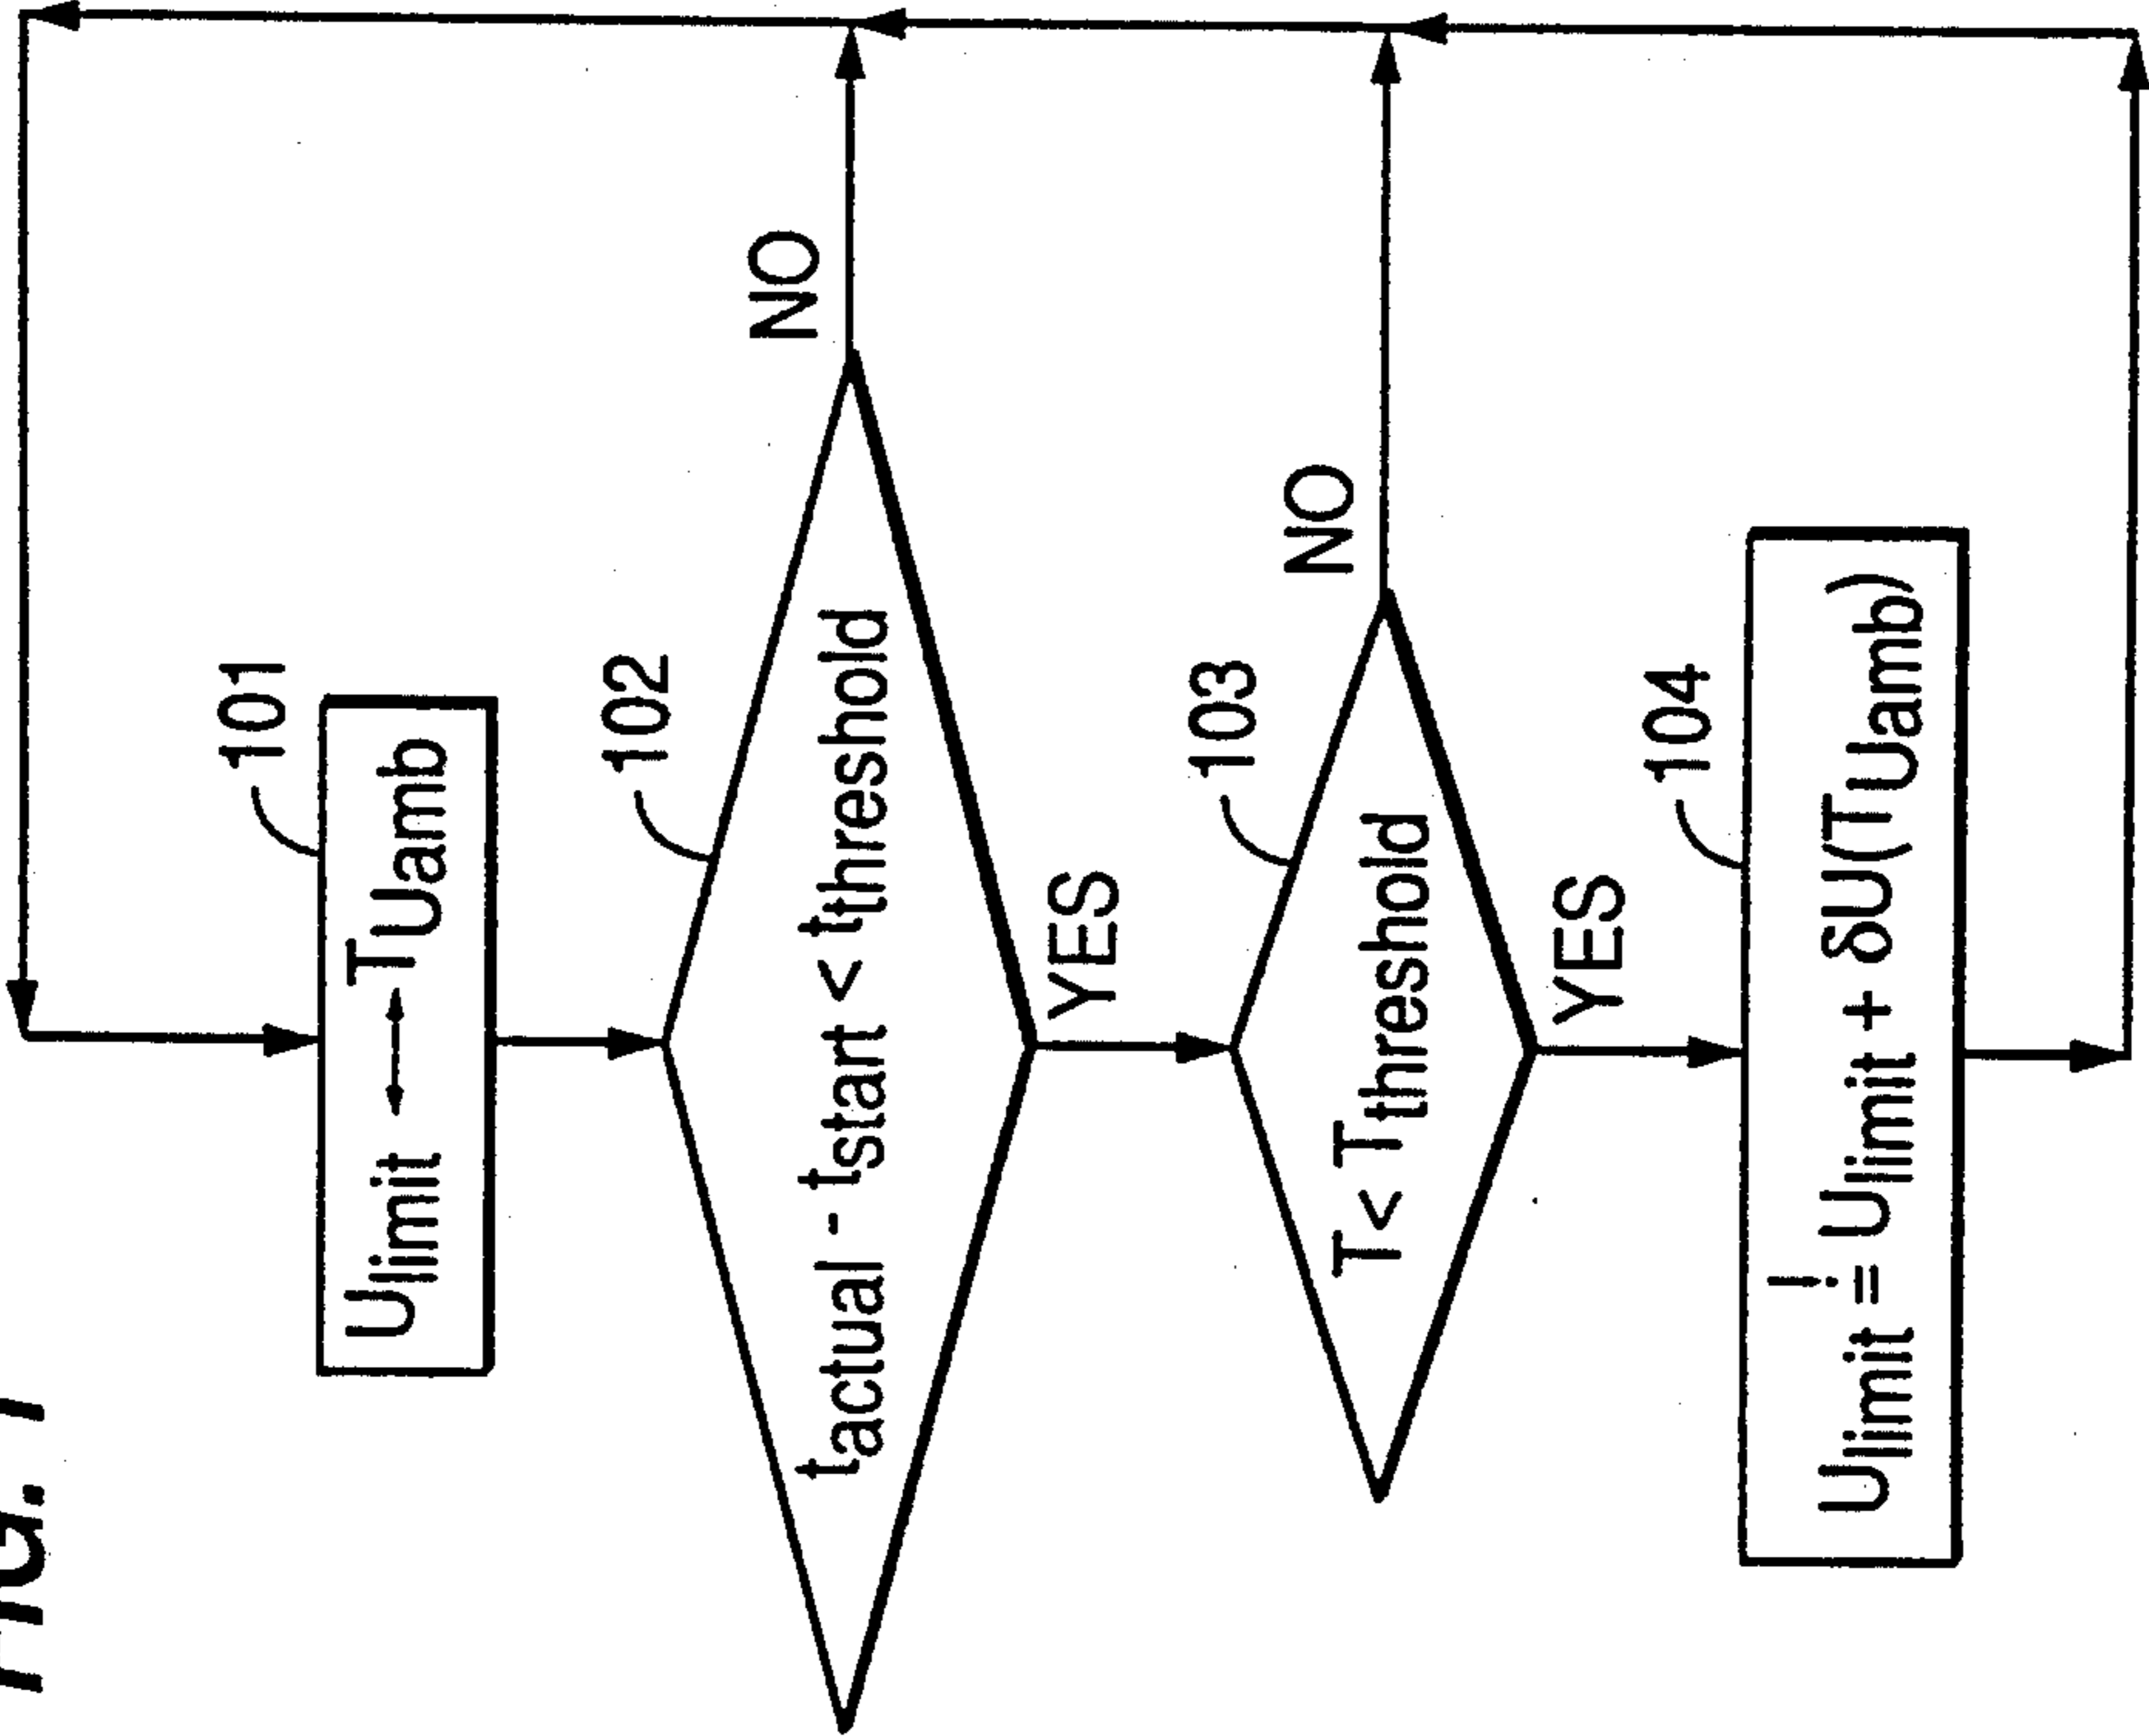 FIG. 1
101
Ulimit ↔ TUamb
102
tactual - tstart < tthreshold
NO
YES
103
T < Tthreshold
NO
YES
104
Ulimit != Ulimit + δU(TUamb)